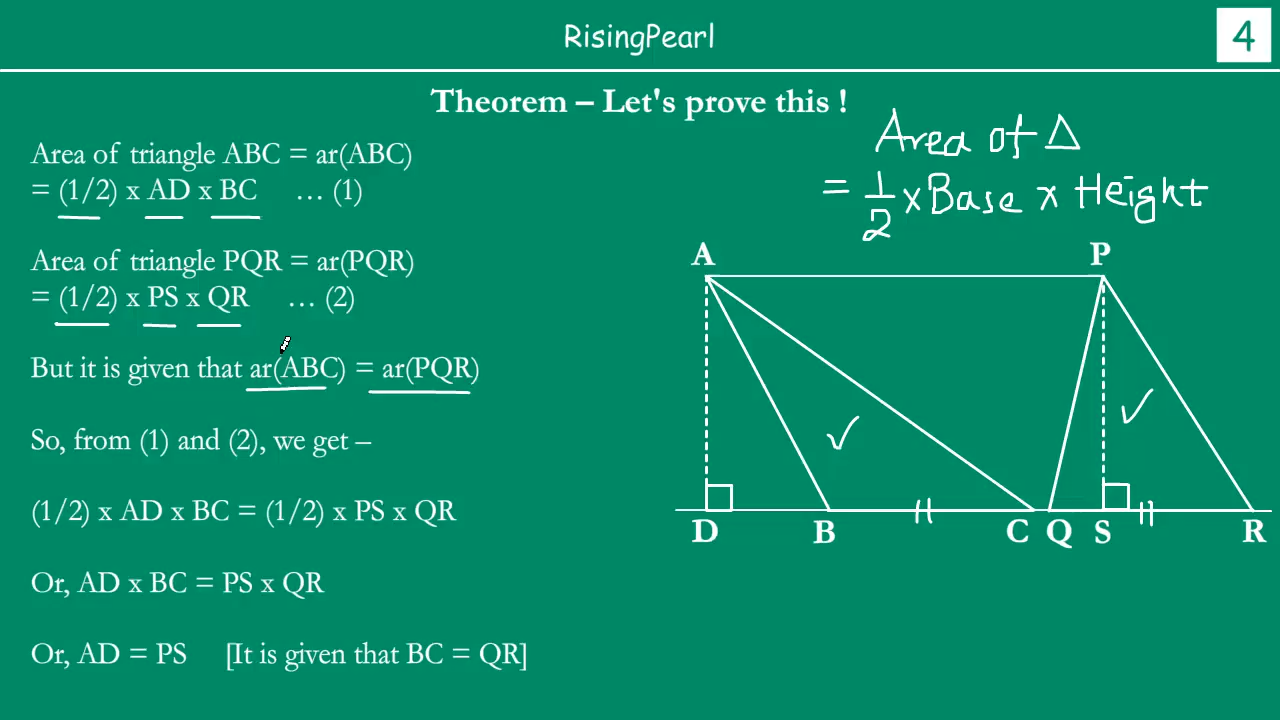 RisingPearl
4
Theorem – Let's prove this !
Area of triangle ABC = ar(ABC)
= (1/2) x AD x BC … (1)
Area of triangle PQR = ar(PQR)
= (1/2) x PS x QR … (2)
But it is given that ar(ABC) = ar(PQR)
So, from (1) and (2), we get –
(1/2) x AD x BC = (1/2) x PS x QR
Or, AD x BC = PS x QR
Or, AD = PS [It is given that BC = QR]
Area of Δ
= 1/2 x Base x Height
A P
D B C Q S R